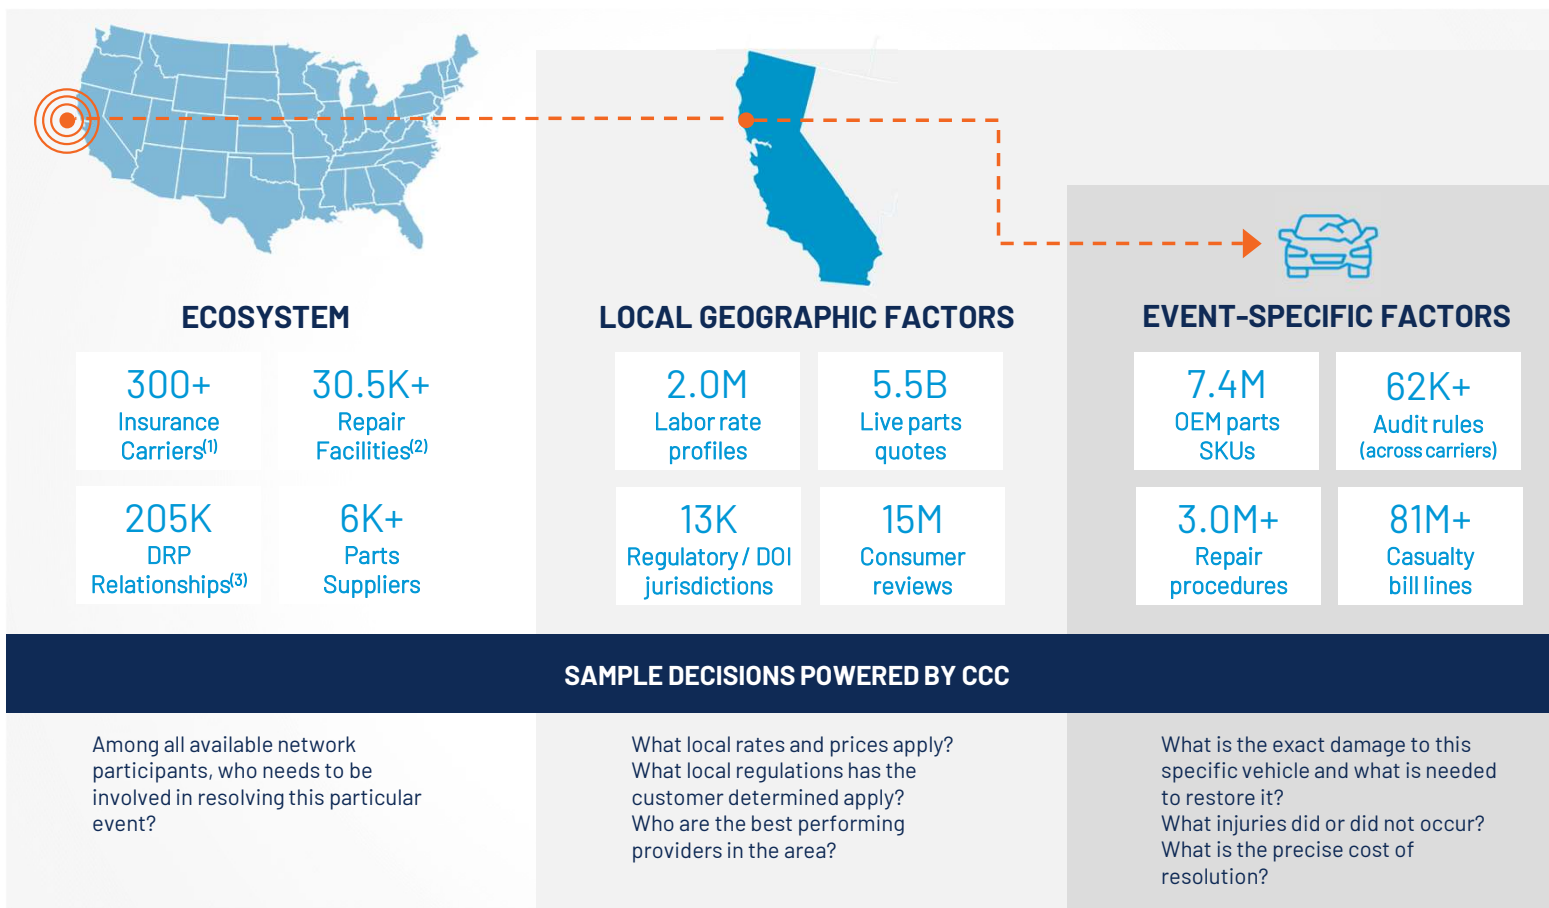 ECOSYSTEM
300+
Insurance
Carriers(1)
30.5K+
Repair
Facilities(2)
205K
DRP
Relationships(3)
6K+
Parts
Suppliers
LOCAL GEOGRAPHIC FACTORS
2.0M
Labor rate
profiles
5.5B
Live parts
quotes
13K
Regulatory / DOI
jurisdictions
15M
Consumer
reviews
EVENT-SPECIFIC FACTORS
7.4M
OEM parts
SKUs
62K+
Audit rules
(across carriers)
3.0M+
Repair
procedures
81M+
Casualty
bill lines
SAMPLE DECISIONS POWERED BY CCC
Among all available network
participants, who needs to be
involved in resolving this particular
event?
What local rates and prices apply?
What local regulations has the
customer determined apply?
Who are the best performing
providers in the area?
What is the exact damage to this
specific vehicle and what is needed
to restore it?
What injuries did or did not occur?
What is the precise cost of
resolution?